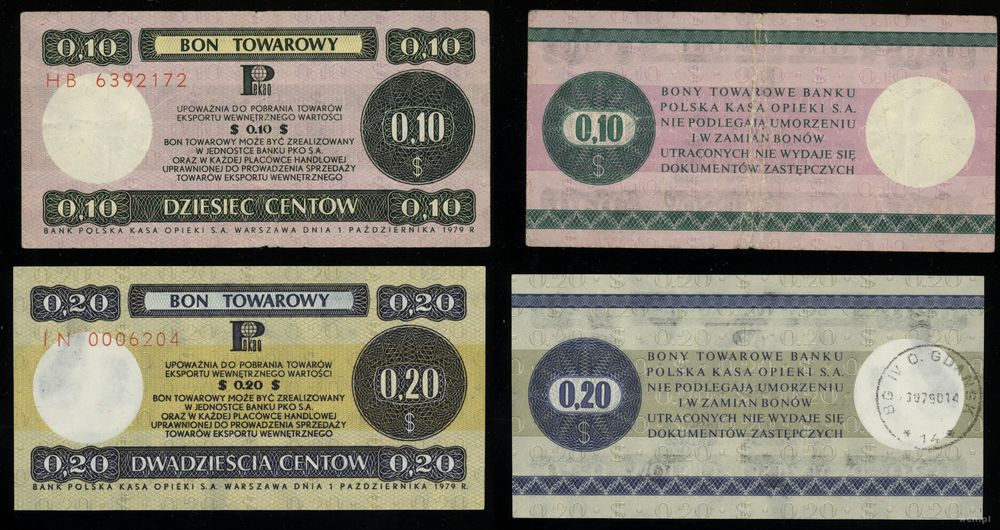 0,10 BON TOWAROWY 0,10
HB 6392172
Pekao
UPOWAŻNIA DO POBRANIA TOWARÓW
EKSPORTU WEWNĘTRZNEGO WARTOŚCI
$ 0.10 $
BON TOWAROWY MOŻE BYĆ ZREALIZOWANY
W JEDNOSTCE BANKU PKO S.A.
ORAZ W KAŻDEJ PLACÓWCE HANDLOWEJ
UPRAWNIONEJ DO PROWADZENIA SPRZEDAŻY
TOWARÓW EKSPORTU WEWNĘTRZNEGO
0,10
$
0,10 DZIESIĘĆ CENTÓW 0,10
BANK POLSKA KASA OPIEKI S.A. WARSZAWA DNIA 1 PAŹDZIERNIKA 1979 R.
0,10
$
BONY TOWAROWE BANKU
POLSKA KASA OPIEKI S.A.
NIE PODLEGAJĄ UMORZENIU
I W ZAMIAN BONÓW
UTRACONYCH NIE WYDAJE SIĘ
DOKUMENTÓW ZASTĘPCZYCH
0,20 BON TOWAROWY 0,20
IN 0006204
Pekao
UPOWAŻNIA DO POBRANIA TOWARÓW
EKSPORTU WEWNĘTRZNEGO WARTOŚCI
$ 0.20 $
BON TOWAROWY MOŻE BYĆ ZREALIZOWANY
W JEDNOSTCE BANKU PKO S.A.
ORAZ W KAŻDEJ PLACÓWCE HANDLOWEJ
UPRAWNIONEJ DO PROWADZENIA SPRZEDAŻY
TOWARÓW EKSPORTU WEWNĘTRZNEGO
0,20
$
0,20 DWADZIEŚCIA CENTÓW 0,20
BANK POLSKA KASA OPIEKI S.A. WARSZAWA DNIA 1 PAŹDZIERNIKA 1979 R.
0,20
$
BONY TOWAROWE BANKU
POLSKA KASA OPIEKI S.A.
NIE PODLEGAJĄ UMORZENIU
I W ZAMIAN BONÓW
UTRACONYCH NIE WYDAJE SIĘ
DOKUMENTÓW ZASTĘPCZYCH
IV O. GDAŃSK
* 14 *
wcn.pl